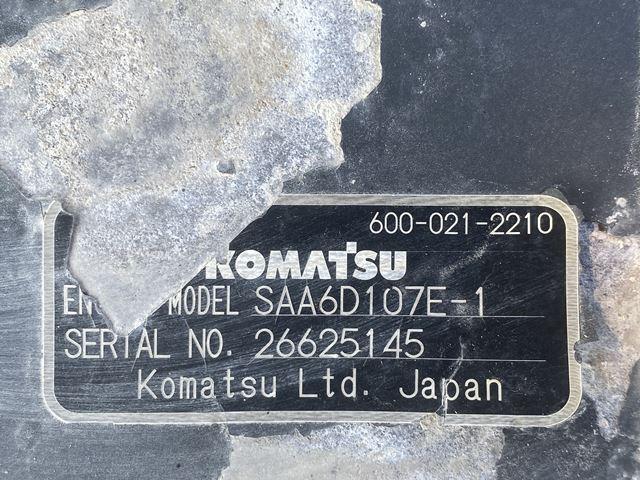 600-021-2210
KOMATSU
MODEL SAA6D107E-1
SERIAL NO. 26625145
Komatsu Ltd. Japan